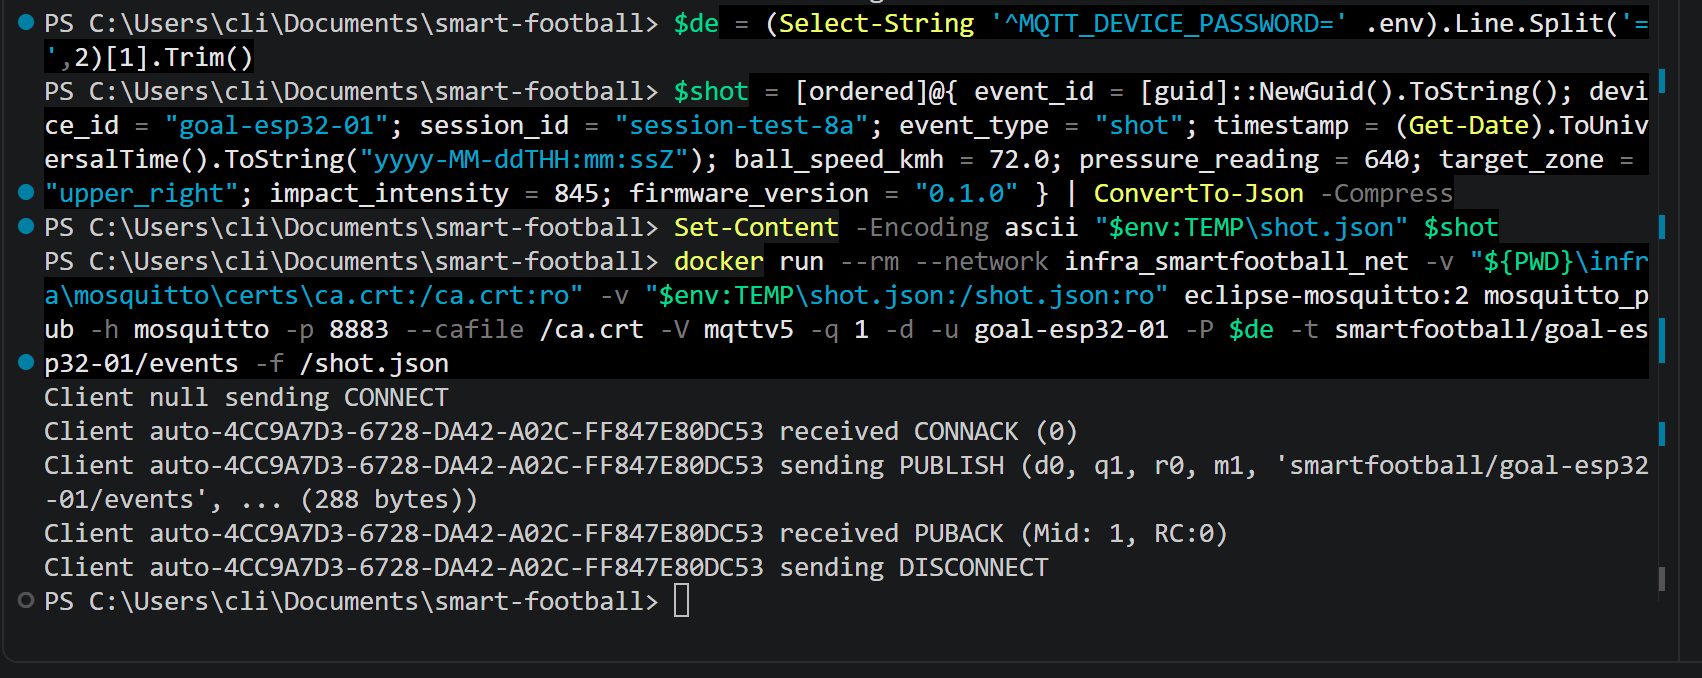 PS C:\Users\cli\Documents\smart-football> $de = (Select-String '^MQTT_DEVICE_PASSWORD=' .env).Line.Split('=
',2)[1].Trim()
PS C:\Users\cli\Documents\smart-football> $shot = [ordered]@{ event_id = [guid]::NewGuid().ToString(); devi
ce_id = "goal-esp32-01"; session_id = "session-test-8a"; event_type = "shot"; timestamp = (Get-Date).ToUniv
ersalTime().ToString("yyyy-MM-ddTHH:mm:ssZ"); ball_speed_kmh = 72.0; pressure_reading = 640; target_zone =
"upper_right"; impact_intensity = 845; firmware_version = "0.1.0" } | ConvertTo-Json -Compress
PS C:\Users\cli\Documents\smart-football> Set-Content -Encoding ascii "$env:TEMP\shot.json" $shot
PS C:\Users\cli\Documents\smart-football> docker run --rm --network infra_smartfootball_net -v "${PWD}\infr
a\mosquitto\certs\ca.crt:/ca.crt:ro" -v "$env:TEMP\shot.json:/shot.json:ro" eclipse-mosquitto:2 mosquitto_p
ub -h mosquitto -p 8883 --cafile /ca.crt -V mqttv5 -q 1 -d -u goal-esp32-01 -P $de -t smartfootball/goal-es
p32-01/events -f /shot.json
Client null sending CONNECT
Client auto-4CC9A7D3-6728-DA42-A02C-FF847E80DC53 received CONNACK (0)
Client auto-4CC9A7D3-6728-DA42-A02C-FF847E80DC53 sending PUBLISH (d0, q1, r0, m1, 'smartfootball/goal-esp32
-01/events', ... (288 bytes))
Client auto-4CC9A7D3-6728-DA42-A02C-FF847E80DC53 received PUBACK (Mid: 1, RC:0)
Client auto-4CC9A7D3-6728-DA42-A02C-FF847E80DC53 sending DISCONNECT
PS C:\Users\cli\Documents\smart-football>